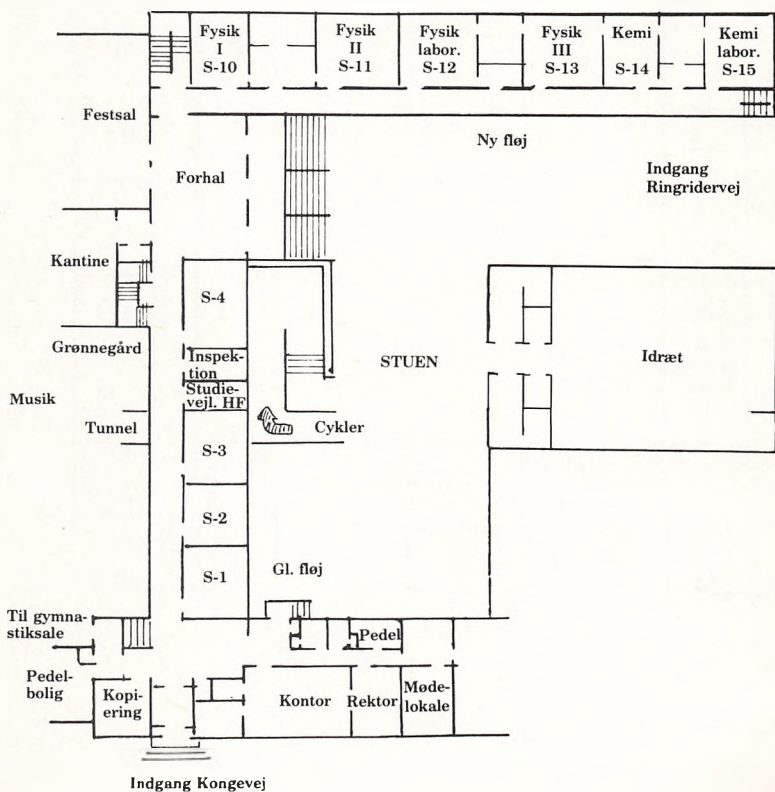 Fysik
I
S-10
Fysik
II
S-11
Fysik
labor.
S-12
Fysik
III
S-13
Kemi
S-14
Kemi
labor.
S-15
Festsal
Ny fløj
Forhal
Indgang
Ringridervej
Kantine
S-4
Grønnegård
Inspek-
tion
STUEN
Idræt
Studie-
vejl. HF
Musik
Tunnel
Cykler
S-3
S-2
S-1
Gl. fløj
Til gymna-
stiksale
Pedel
Pedel-
bolig
Kopi-
ering
Kontor
Rektor
Møde-
lokale
Indgang Kongevej